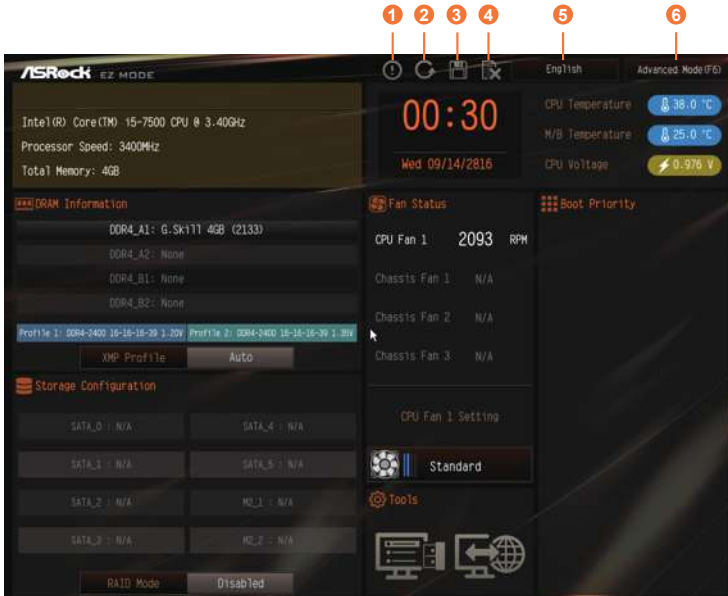 1 2 3 4 5 6
ASRock EZ MODE
English
Advanced Mode(F6)
Intel(R) Core(TM) i5-7500 CPU @ 3.40GHz
Processor Speed: 3400MHz
Total Memory: 4GB
00:30
Wed 09/14/2816
CPU Temperature 38.0 °C
M/B Temperature 25.0 °C
CPU Voltage 0.976 V
DRAM Information
DDR4_A1: G.Skill 4GB (2133)
DDR4_A2: None
DDR4_B1: None
DDR4_B2: None
Profile 1: DDR4-2400 16-16-16-39 1.20V
Profile 2: DDR4-2400 16-16-16-39 1.35V
XMP Profile
Auto
Storage Configuration
SATA_0 : N/A
SATA_4 : N/A
SATA_1 : N/A
SATA_5 : N/A
SATA_2 : N/A
M2_1 : N/A
SATA_3 : N/A
M2_2 : N/A
RAID Mode
Disabled
Fan Status
CPU Fan 1 2093 RPM
Chassis Fan 1 N/A
Chassis Fan 2 N/A
Chassis Fan 3 N/A
CPU Fan 1 Setting
Standard
Tools
Boot Priority